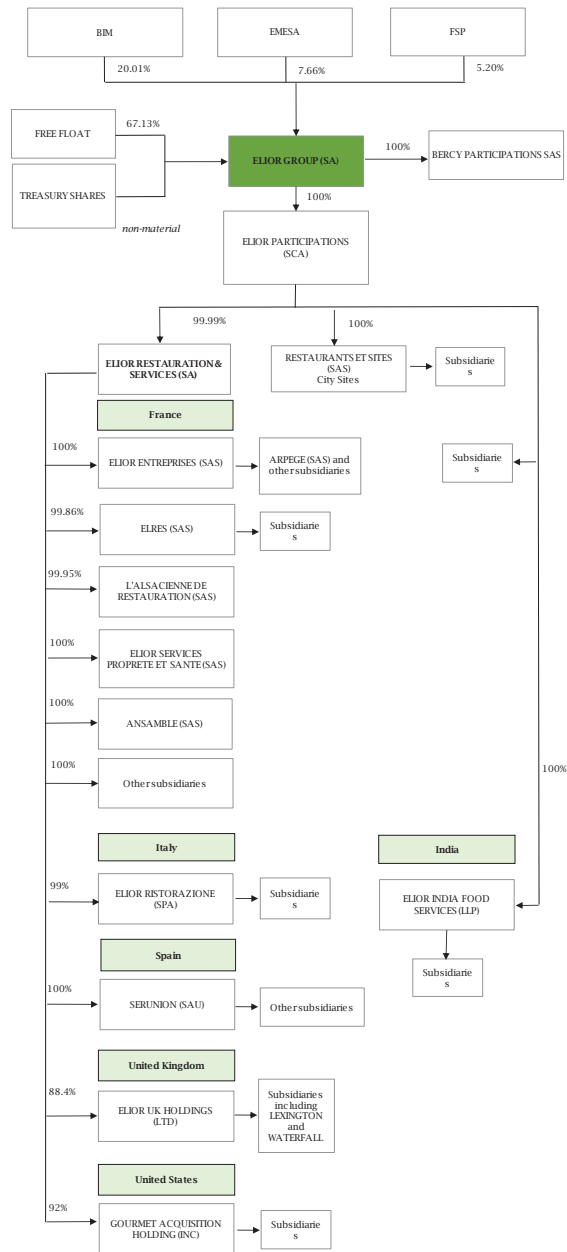 BIM
EMESA
FSP
20.01%
7.66%
5.20%
FREE FLOAT
67.13%
TREASURY SHARES
non-material
ELIOR GROUP (SA)
100%
BERCY PARTICIPATIONS SAS
100%
ELIOR PARTICIPATIONS
(SCA)
99.99%
100%
ELIOR RESTAURATION &
SERVICES (SA)
RESTAURANTS ET SITES
(SAS)
City Sites
Subsidiarie
s
France
100%
ELIOR ENTREPRISES (SAS)
ARPEGE (SAS) and
other subsidiaries
Subsidiarie
s
99.86%
ELRES (SAS)
Subsidiarie
s
99.95%
L'ALSACIENNE DE
RESTAURATION (SAS)
100%
ELIOR SERVICES
PROPRETE ET SANTE (SAS)
100%
ANSAMBLE (SAS)
100%
Other subsidiaries
100%
Italy
India
99%
ELIOR RISTORAZIONE
(SPA)
Subsidiarie
s
ELIOR INDIA FOOD
SERVICES (LLP)
Subsidiarie
s
Spain
100%
SERUNION (SAU)
Other subsidiaries
United Kingdom
88.4%
ELIOR UK HOLDINGS
(LTD)
Subsidiaries
including
LEXINGTON
and
WATERFALL
United States
92%
GOURMET ACQUISITION
HOLDING (INC)
Subsidiarie
s